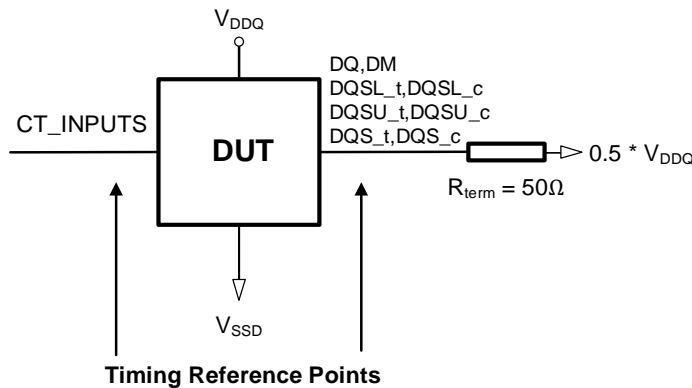 VDDQ
DQ,DM
DQSL_t,DQSL_c
DQSU_t,DQSU_c
DQS_t,DQS_c
CT_INPUTS
DUT
0.5 * VDDQ
Rterm = 50Ω
VSSD
Timing Reference Points